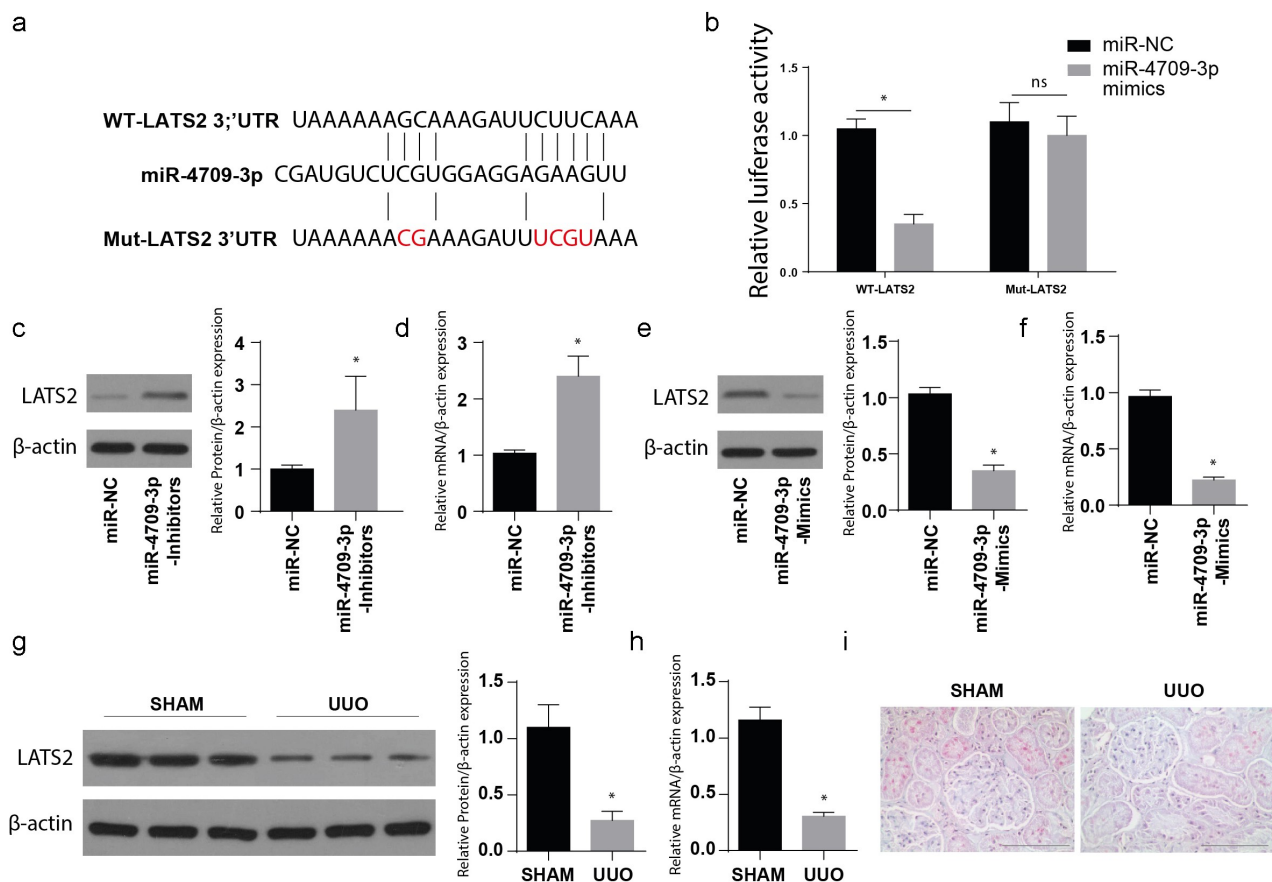 a
WT-LATS2 3;'UTR UAAAAAAGCAAAGAUUCUUCAAA
miR-4709-3p CGAUGUCUCGUGGAGGAGAAGUU
Mut-LATS2 3'UTR UAAAAAACGAAAGAUUUCGUAAA
b
miR-NC
miR-4709-3p
mimics
Relative luiferase activity
1.5
1.0
0.5
0.0
*
ns
WT-LATS2
Mut-LATS2
c
LATS2
β-actin
miR-NC
miR-4709-3p
-Inhibitors
Relative Protein/β-actin expression
4
3
2
1
0
*
miR-NC
miR-4709-3p
-Inhibitors
d
Relative mRNA/β-actin expression
3
2
1
0
*
miR-NC
miR-4709-3p
-Inhibitors
e
LATS2
β-actin
miR-NC
miR-4709-3p
-Mimics
Relative Protein/β-actin expression
1.5
1.0
0.5
0.0
*
miR-NC
miR-4709-3p
-Mimics
f
Relative mRNA/β-actin expression
1.5
1.0
0.5
0.0
*
miR-NC
miR-4709-3p
-Mimics
g
SHAM UUO
LATS2
β-actin
Relative Protein/β-actin expression
1.5
1.0
0.5
0.0
*
SHAM UUO
h
Relative mRNA/β-actin expression
1.5
1.0
0.5
0.0
*
SHAM UUO
i
SHAM UUO